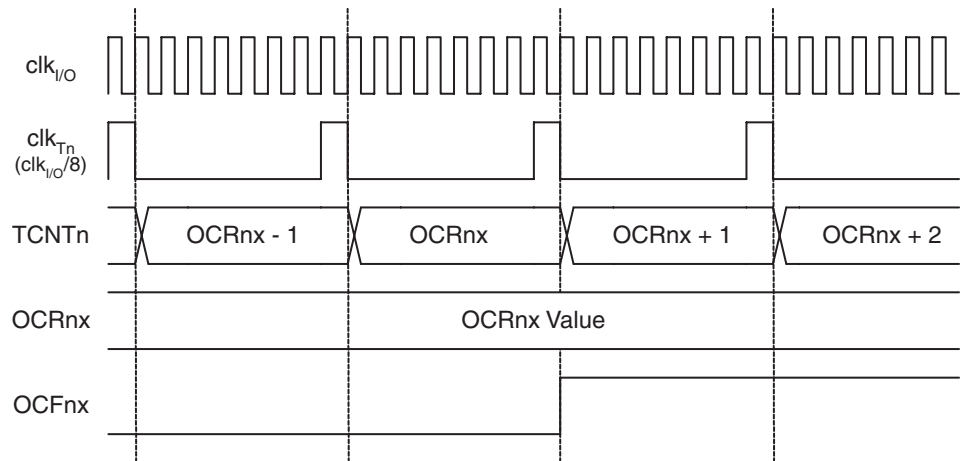 clkI/O
clkTn
(clkI/O/8)
TCNTn
OCRnx - 1
OCRnx
OCRnx + 1
OCRnx + 2
OCRnx
OCRnx Value
OCFnx